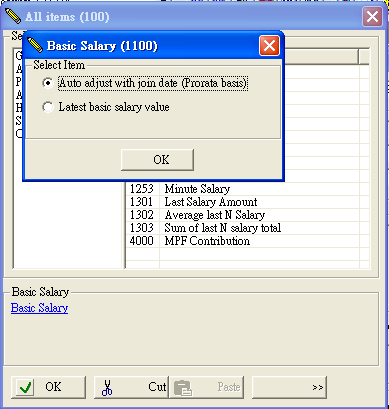 All items (100)
Basic Salary (1100)
Select Item
Auto adjust with join date (Prorata basis)
Latest basic salary value
OK
1253 Minute Salary
1301 Last Salary Amount
1302 Average last N Salary
1303 Sum of last N salary total
4000 MPF Contribution
Basic Salary
Basic Salary
OK Cut Paste >>